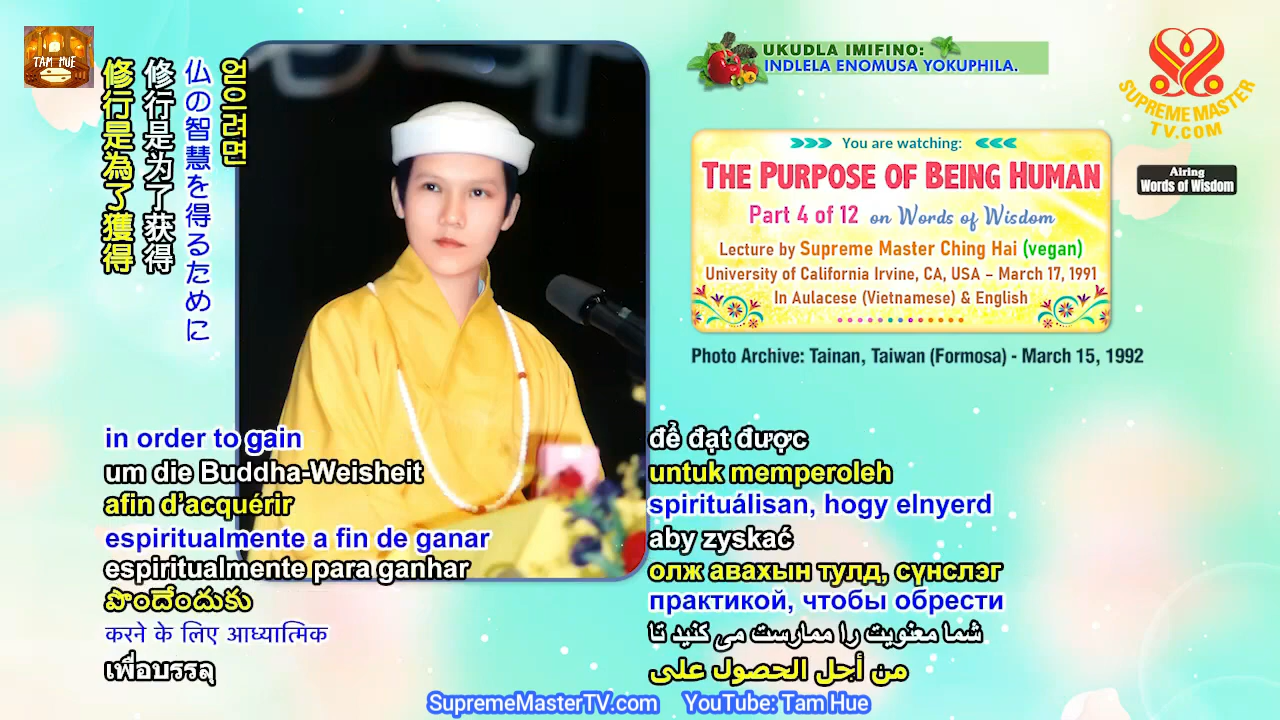 TAM HUE
修行是為了獲得
修行是为了获得
仏の智慧を得るために
얻으려면
UKUDLA IMIFINO:
INDLELA ENOMUSA YOKUPHILA.
SUPREME MASTER
TV.COM
You are watching:
THE PURPOSE OF BEING HUMAN
Part 4 of 12 on Words of Wisdom
Lecture by Supreme Master Ching Hai (vegan)
University of California Irvine, CA, USA – March 17, 1991
In Aulacese (Vietnamese) & English
Airing
Words of Wisdom
Photo Archive: Tainan, Taiwan (Formosa) - March 15, 1992
in order to gain
um die Buddha-Weisheit
afin d'acquérir
espiritualmente a fin de ganar
espiritualmente para ganhar
పొందేందుకు
करने के लिए आध्यात्मिक
เพื่อบรรลุ
để đạt được
untuk memperoleh
spirituálisan, hogy elnyerd
aby zyskać
олж авахын тулд, сүнслэг
практикой, чтобы обрести
شما معنویت را ممارست می کنید تا
من أجل الحصول على
SupremeMasterTV.com YouTube: Tam Hue